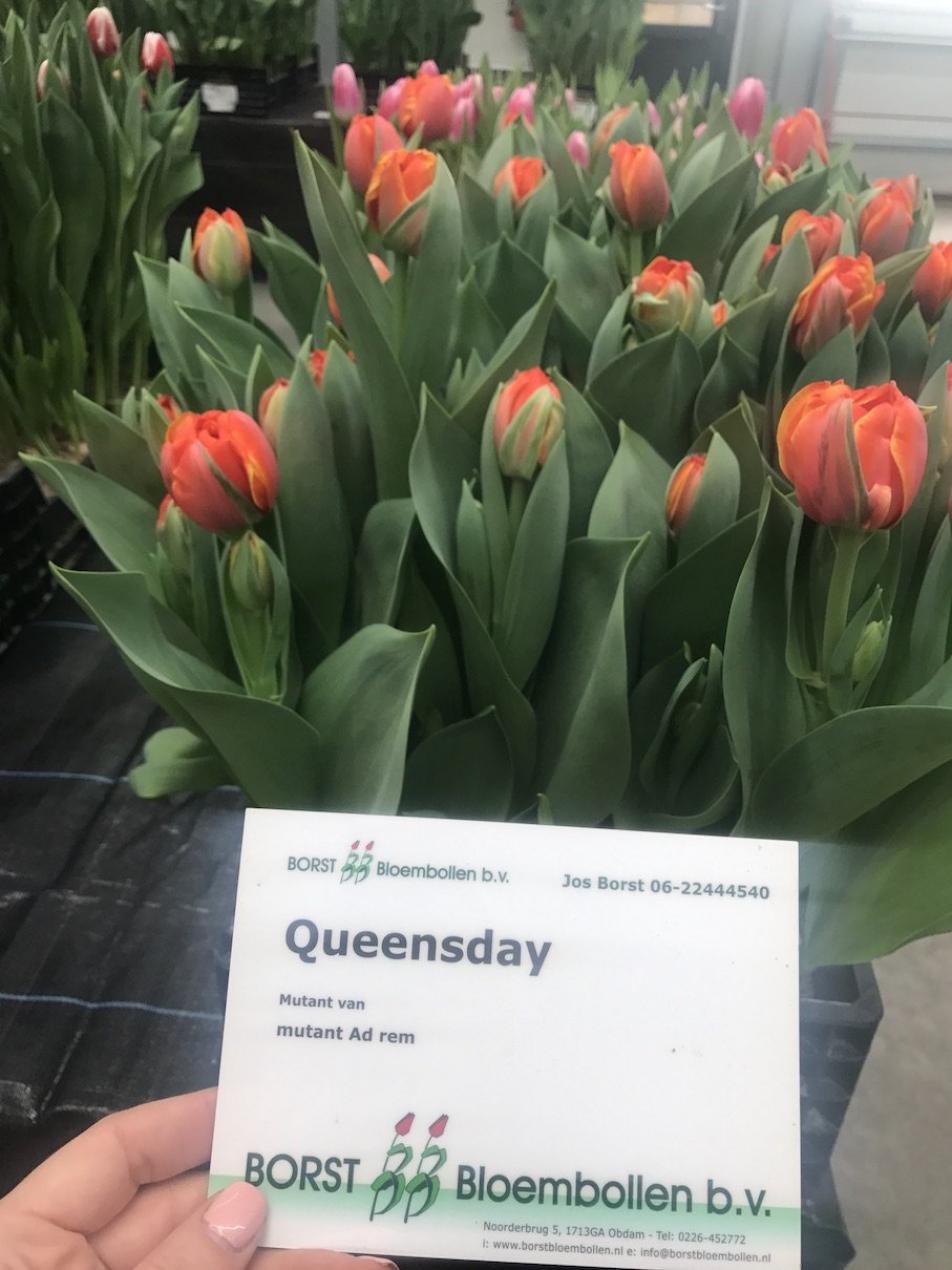 BORST Bloembollen b.v. Jos Borst 06-22444540
Queensday
Mutant van
mutant Ad rem
BORST Bloembollen b.v.
Noorderbrug 5, 1713GA Obdam - Tel: 0226-452772
i: www.borstbloembollen.nl e: info@borstbloembollen.nl